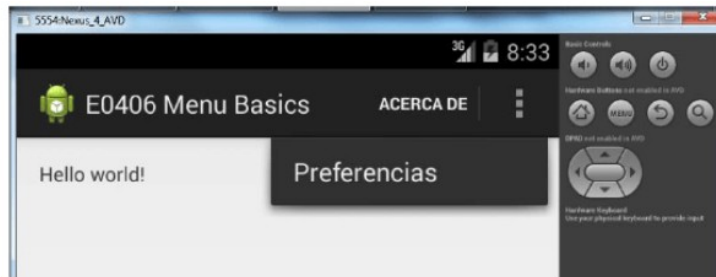 5554:Nexus_4_AVD
3G 8:33
E0406 Menu Basics
ACERCA DE
Hello world!
Preferencias
Basic Controls
Hardware Buttons not enabled in AVD
MENU
DPAD not enabled in AVD
Hardware Keyboard
Use your physical keyboard to provide input